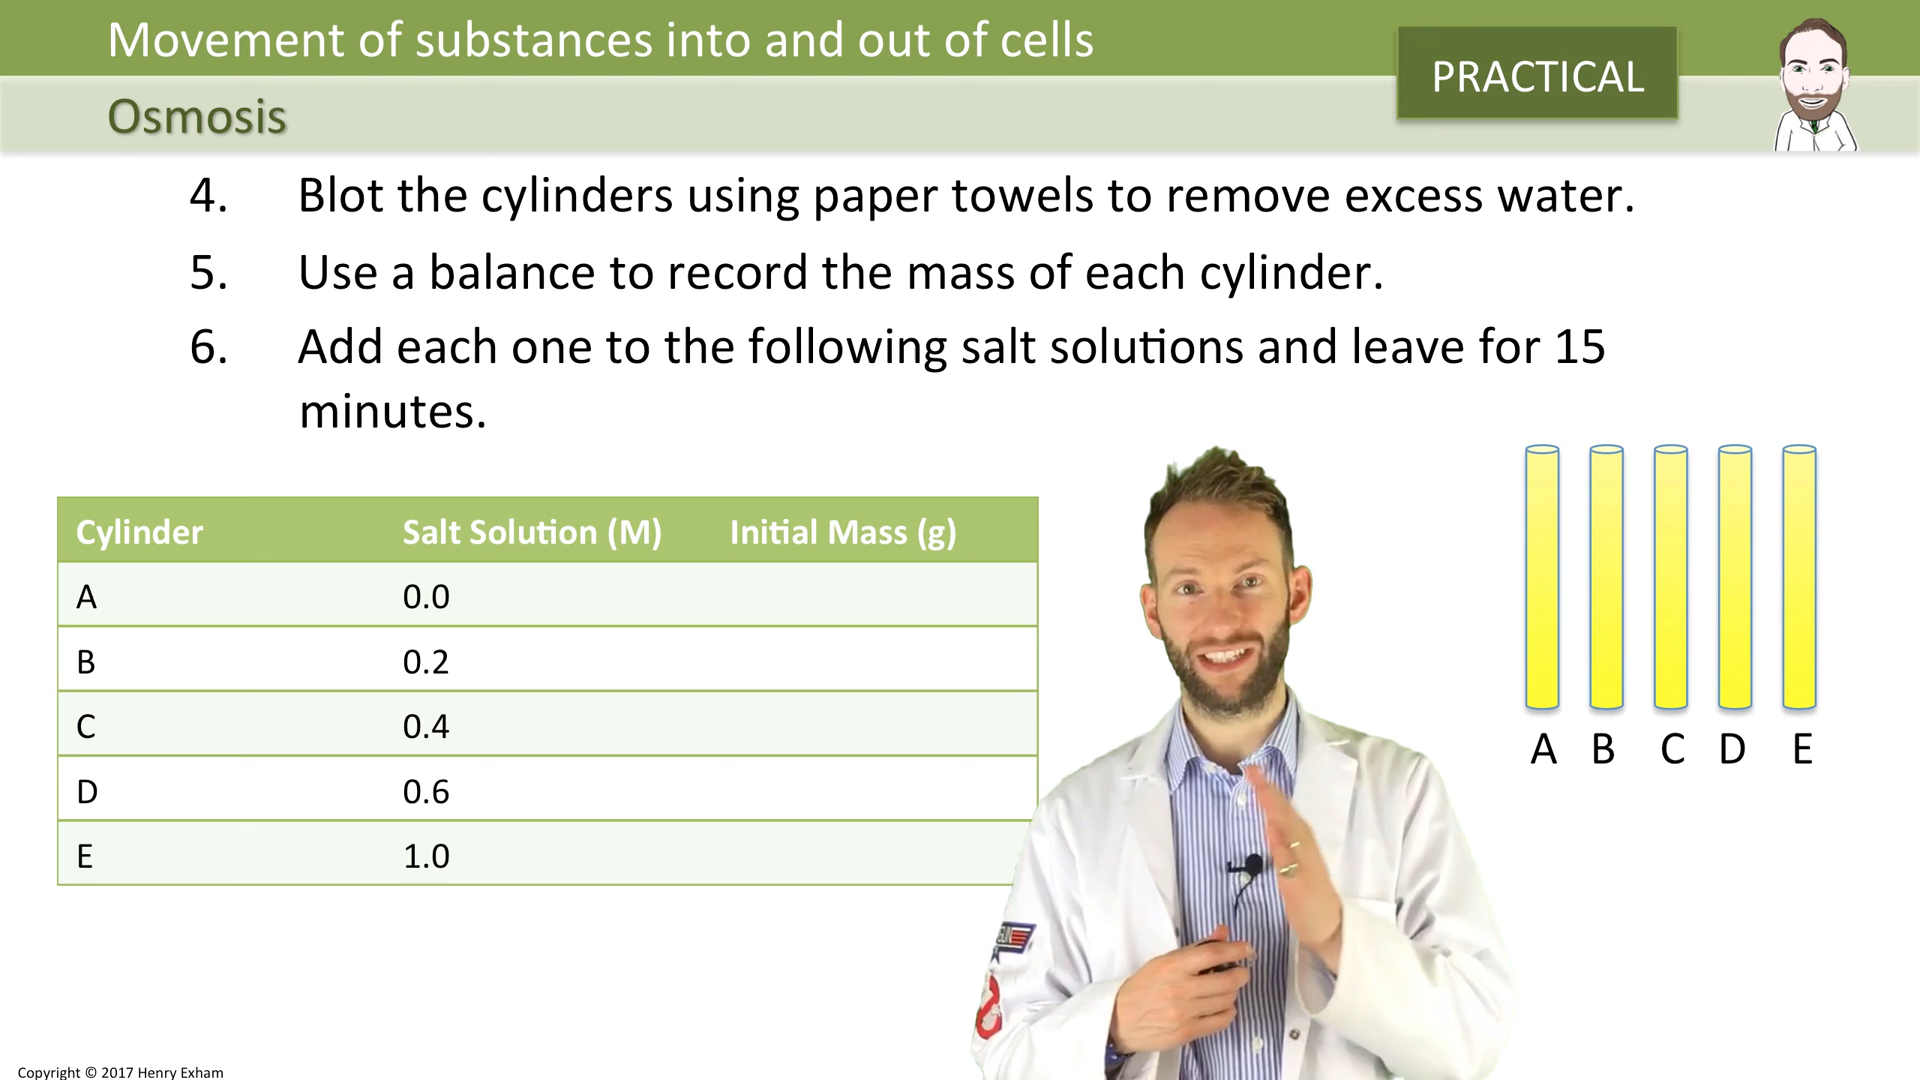 Movement of substances into and out of cells
PRACTICAL
Osmosis
4. Blot the cylinders using paper towels to remove excess water.
5. Use a balance to record the mass of each cylinder.
6. Add each one to the following salt solutions and leave for 15
minutes.
Cylinder Salt Solution (M) Initial Mass (g)
A 0.0
B 0.2
C 0.4
D 0.6
E 1.0
A B C D E
Copyright © 2017 Henry Exham